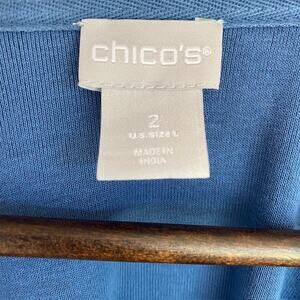 chico's®
2
U.S. SIZE L
MADE IN
INDIA